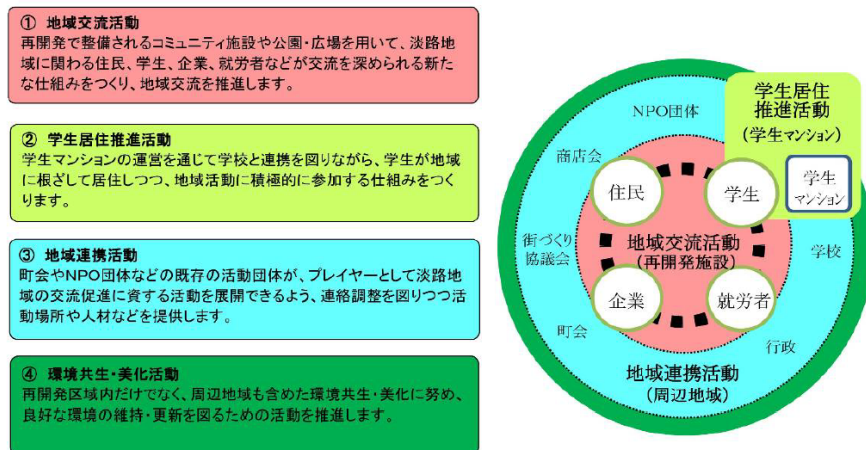 ① 地域交流活動
再開発で整備されるコミュニティ施設や公園・広場を用いて、淡路地
域に関わる住民、学生、企業、就労者などが交流を深められる新た
な仕組みをつくり、地域交流を推進します。
② 学生居住推進活動
学生マンションの運営を通じて学校と連携を図りながら、学生が地域
に根ざして居住しつつ、地域活動に積極的に参加する仕組みをつく
ります。
③ 地域連携活動
町会やNPO団体などの既存の活動団体が、プレイヤーとして淡路地
域の交流促進に資する活動を展開できるよう、連絡調整を図りつつ活
動場所や人材などを提供します。
④ 環境共生・美化活動
再開発区域内だけでなく、周辺地域も含めた環境共生・美化に努め、
良好な環境の維持・更新を図るための活動を推進します。
学生居住
推進活動
(学生マンション)
NPO団体
商店会
住民
学生
学生
マンション
街づくり
協議会
地域交流活動
(再開発施設)
学校
企業
就労者
町会
行政
地域連携活動
(周辺地域)